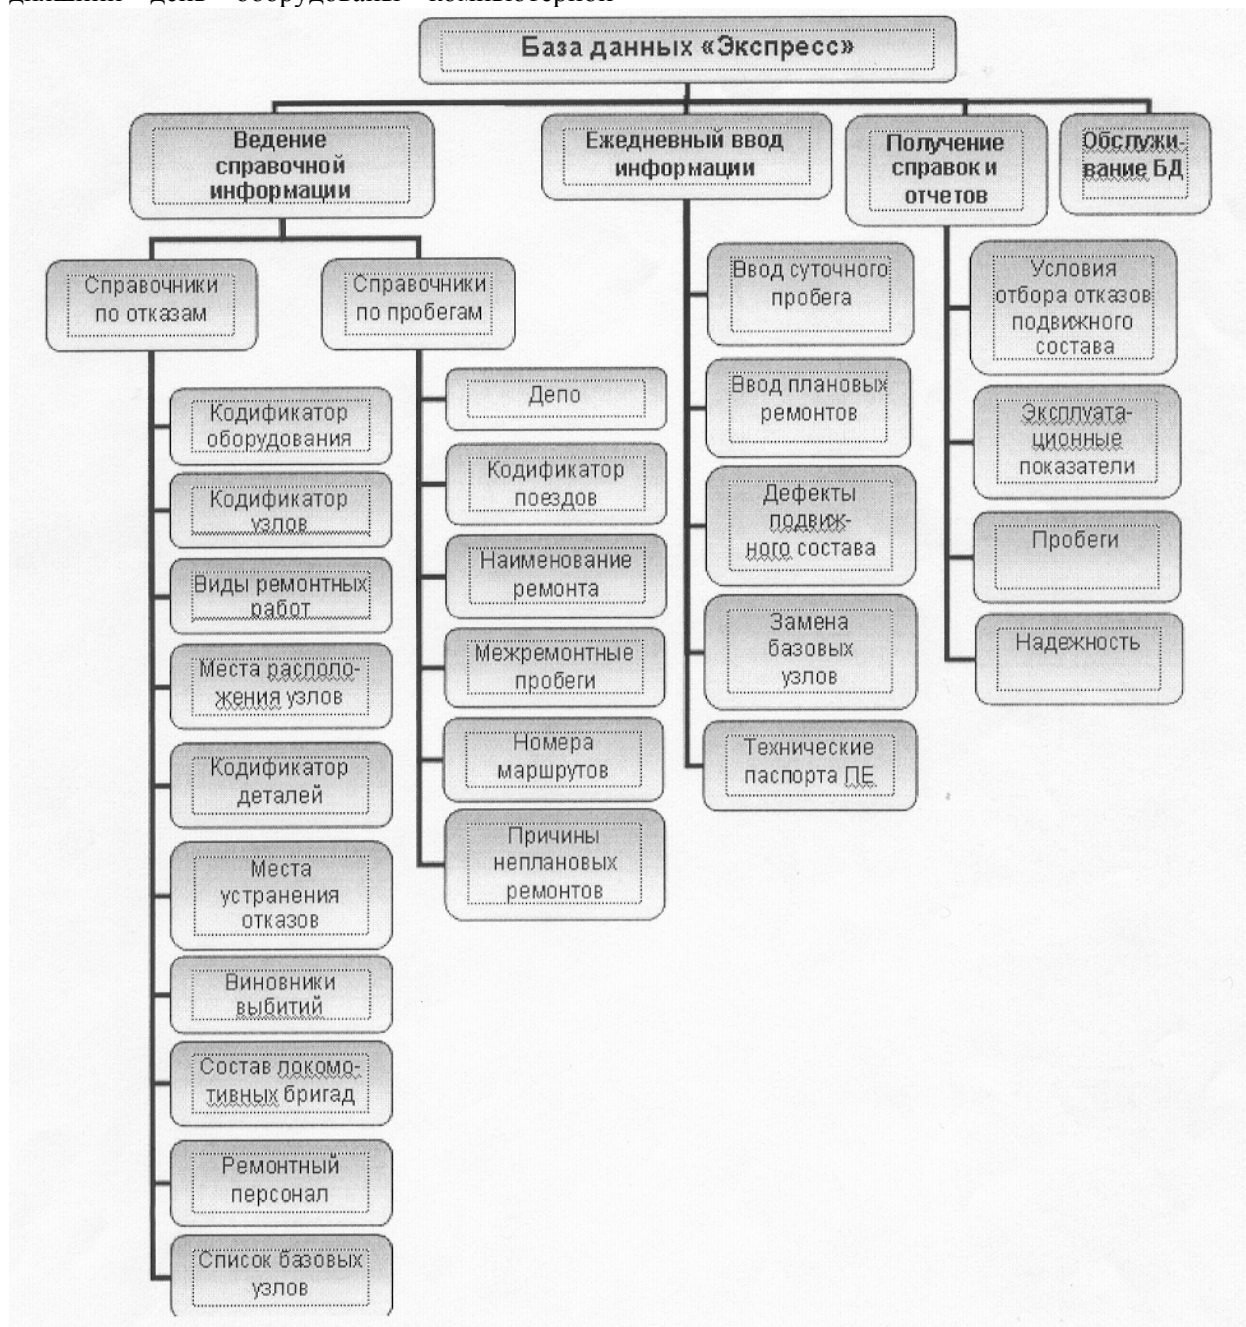 день оборудованы компьютерной
База данных «Экспресс»
Ведение
справочной
информации
Ежедневный ввод
информации
Получение
справок и
отчетов
Обслужи-
вание БД
Справочники
по отказам
Справочники
по пробегам
Кодификатор
оборудования
Кодификатор
узлов
Виды ремонтных
работ
Места располо-
жения узлов
Кодификатор
деталей
Места
устранения
отказов
Виновники
выбитий
Состав локомо-
тивных бригад
Ремонтный
персонал
Список базовых
узлов
Депо
Кодификатор
поездов
Наименование
ремонта
Межремонтные
пробеги
Номера
маршрутов
Причины
неплановых
ремонтов
Ввод суточного
пробега
Ввод плановых
ремонтов
Дефекты
подвиж-
ного состава
Замена
базовых
узлов
Технические
паспорта ПЕ
Условия
отбора отказов
подвижного
состава
Эксплуата-
ционные
показатели
Пробеги
Надежность